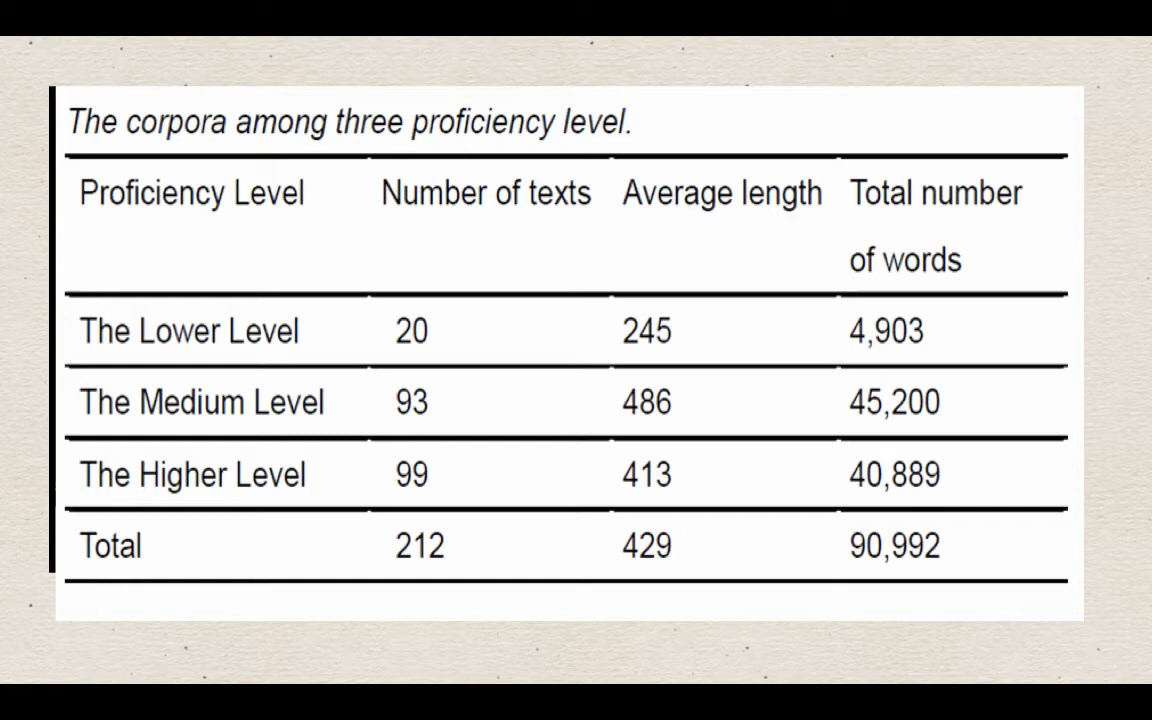 The corpora among three proficiency level.
Proficiency Level Number of texts Average length Total number
of words
The Lower Level 20 245 4,903
The Medium Level 93 486 45,200
The Higher Level 99 413 40,889
Total 212 429 90,992